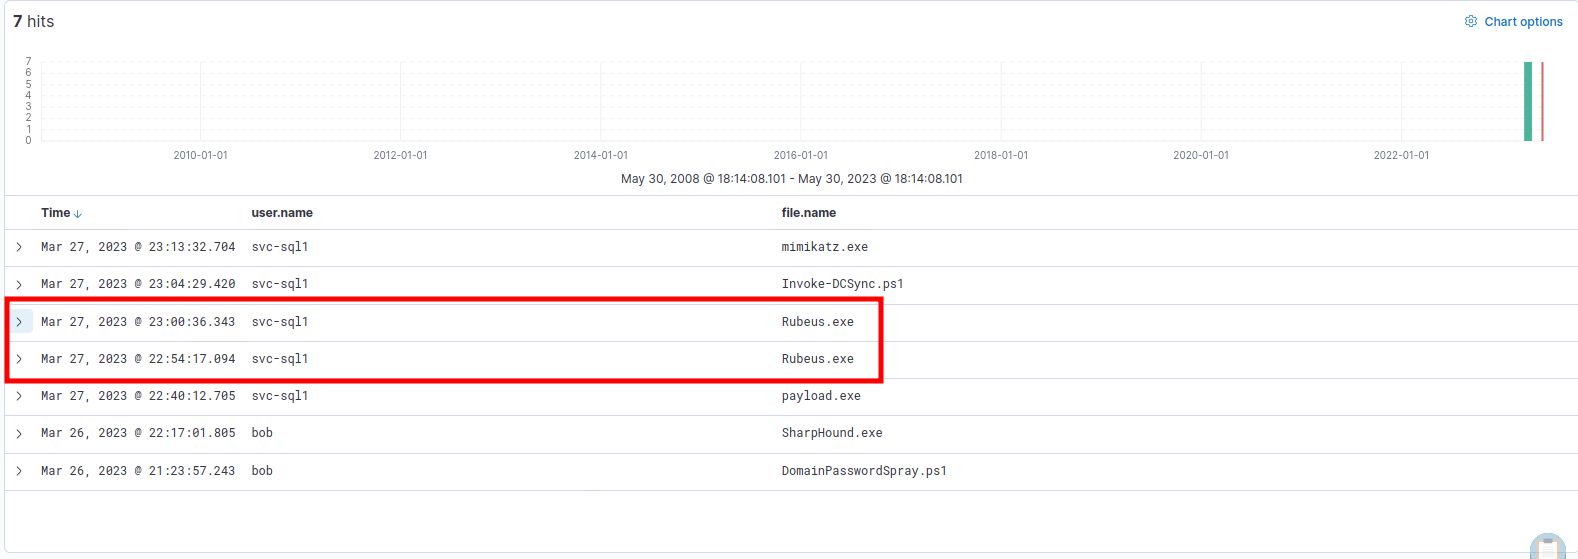 7 hits
Chart options
7
6
5
4
3
2
1
0
2010-01-01 2012-01-01 2014-01-01 2016-01-01 2018-01-01 2020-01-01 2022-01-01
May 30, 2008 @ 18:14:08.101 - May 30, 2023 @ 18:14:08.101
Time user.name file.name
Mar 27, 2023 @ 23:13:32.704 svc-sql1 mimikatz.exe
Mar 27, 2023 @ 23:04:29.420 svc-sql1 Invoke-DCSync.ps1
Mar 27, 2023 @ 23:00:36.343 svc-sql1 Rubeus.exe
Mar 27, 2023 @ 22:54:17.094 svc-sql1 Rubeus.exe
Mar 27, 2023 @ 22:40:12.705 svc-sql1 payload.exe
Mar 26, 2023 @ 22:17:01.805 bob SharpHound.exe
Mar 26, 2023 @ 21:23:57.243 bob DomainPasswordSpray.ps1